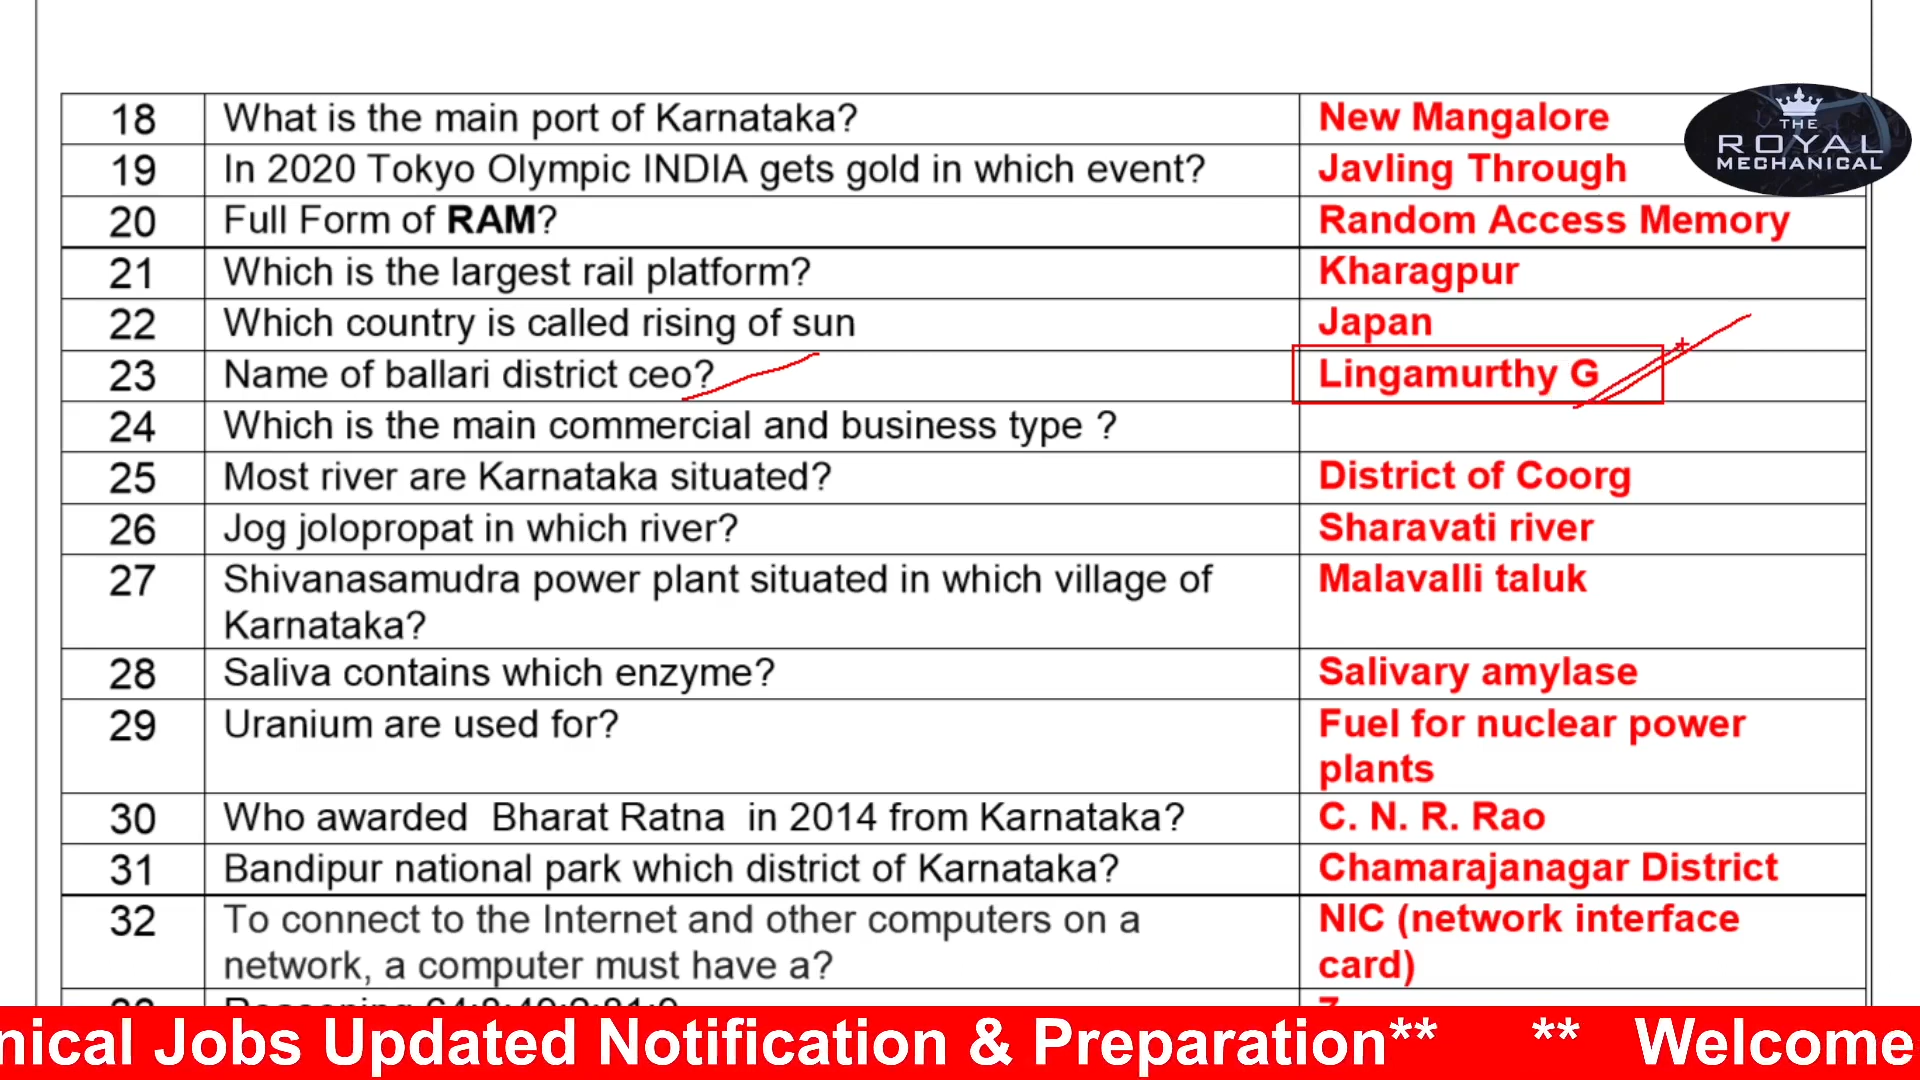 18 What is the main port of Karnataka? New Mangalore
THE
ROYAL
MECHANICAL
19 In 2020 Tokyo Olympic INDIA gets gold in which event? Javling Through
20 Full Form of RAM? Random Access Memory
21 Which is the largest rail platform? Kharagpur
22 Which country is called rising of sun Japan
23 Name of ballari district ceo? Lingamurthy G
24 Which is the main commercial and business type ?
25 Most river are Karnataka situated? District of Coorg
26 Jog jolopropat in which river? Sharavati river
27 Shivanasamudra power plant situated in which village of Malavalli taluk
Karnataka?
28 Saliva contains which enzyme? Salivary amylase
29 Uranium are used for? Fuel for nuclear power
plants
30 Who awarded Bharat Ratna in 2014 from Karnataka? C. N. R. Rao
31 Bandipur national park which district of Karnataka? Chamarajanagar District
32 To connect to the Internet and other computers on a NIC (network interface
network, a computer must have a? card)
nical Jobs Updated Notification & Preparation** ** Welcome